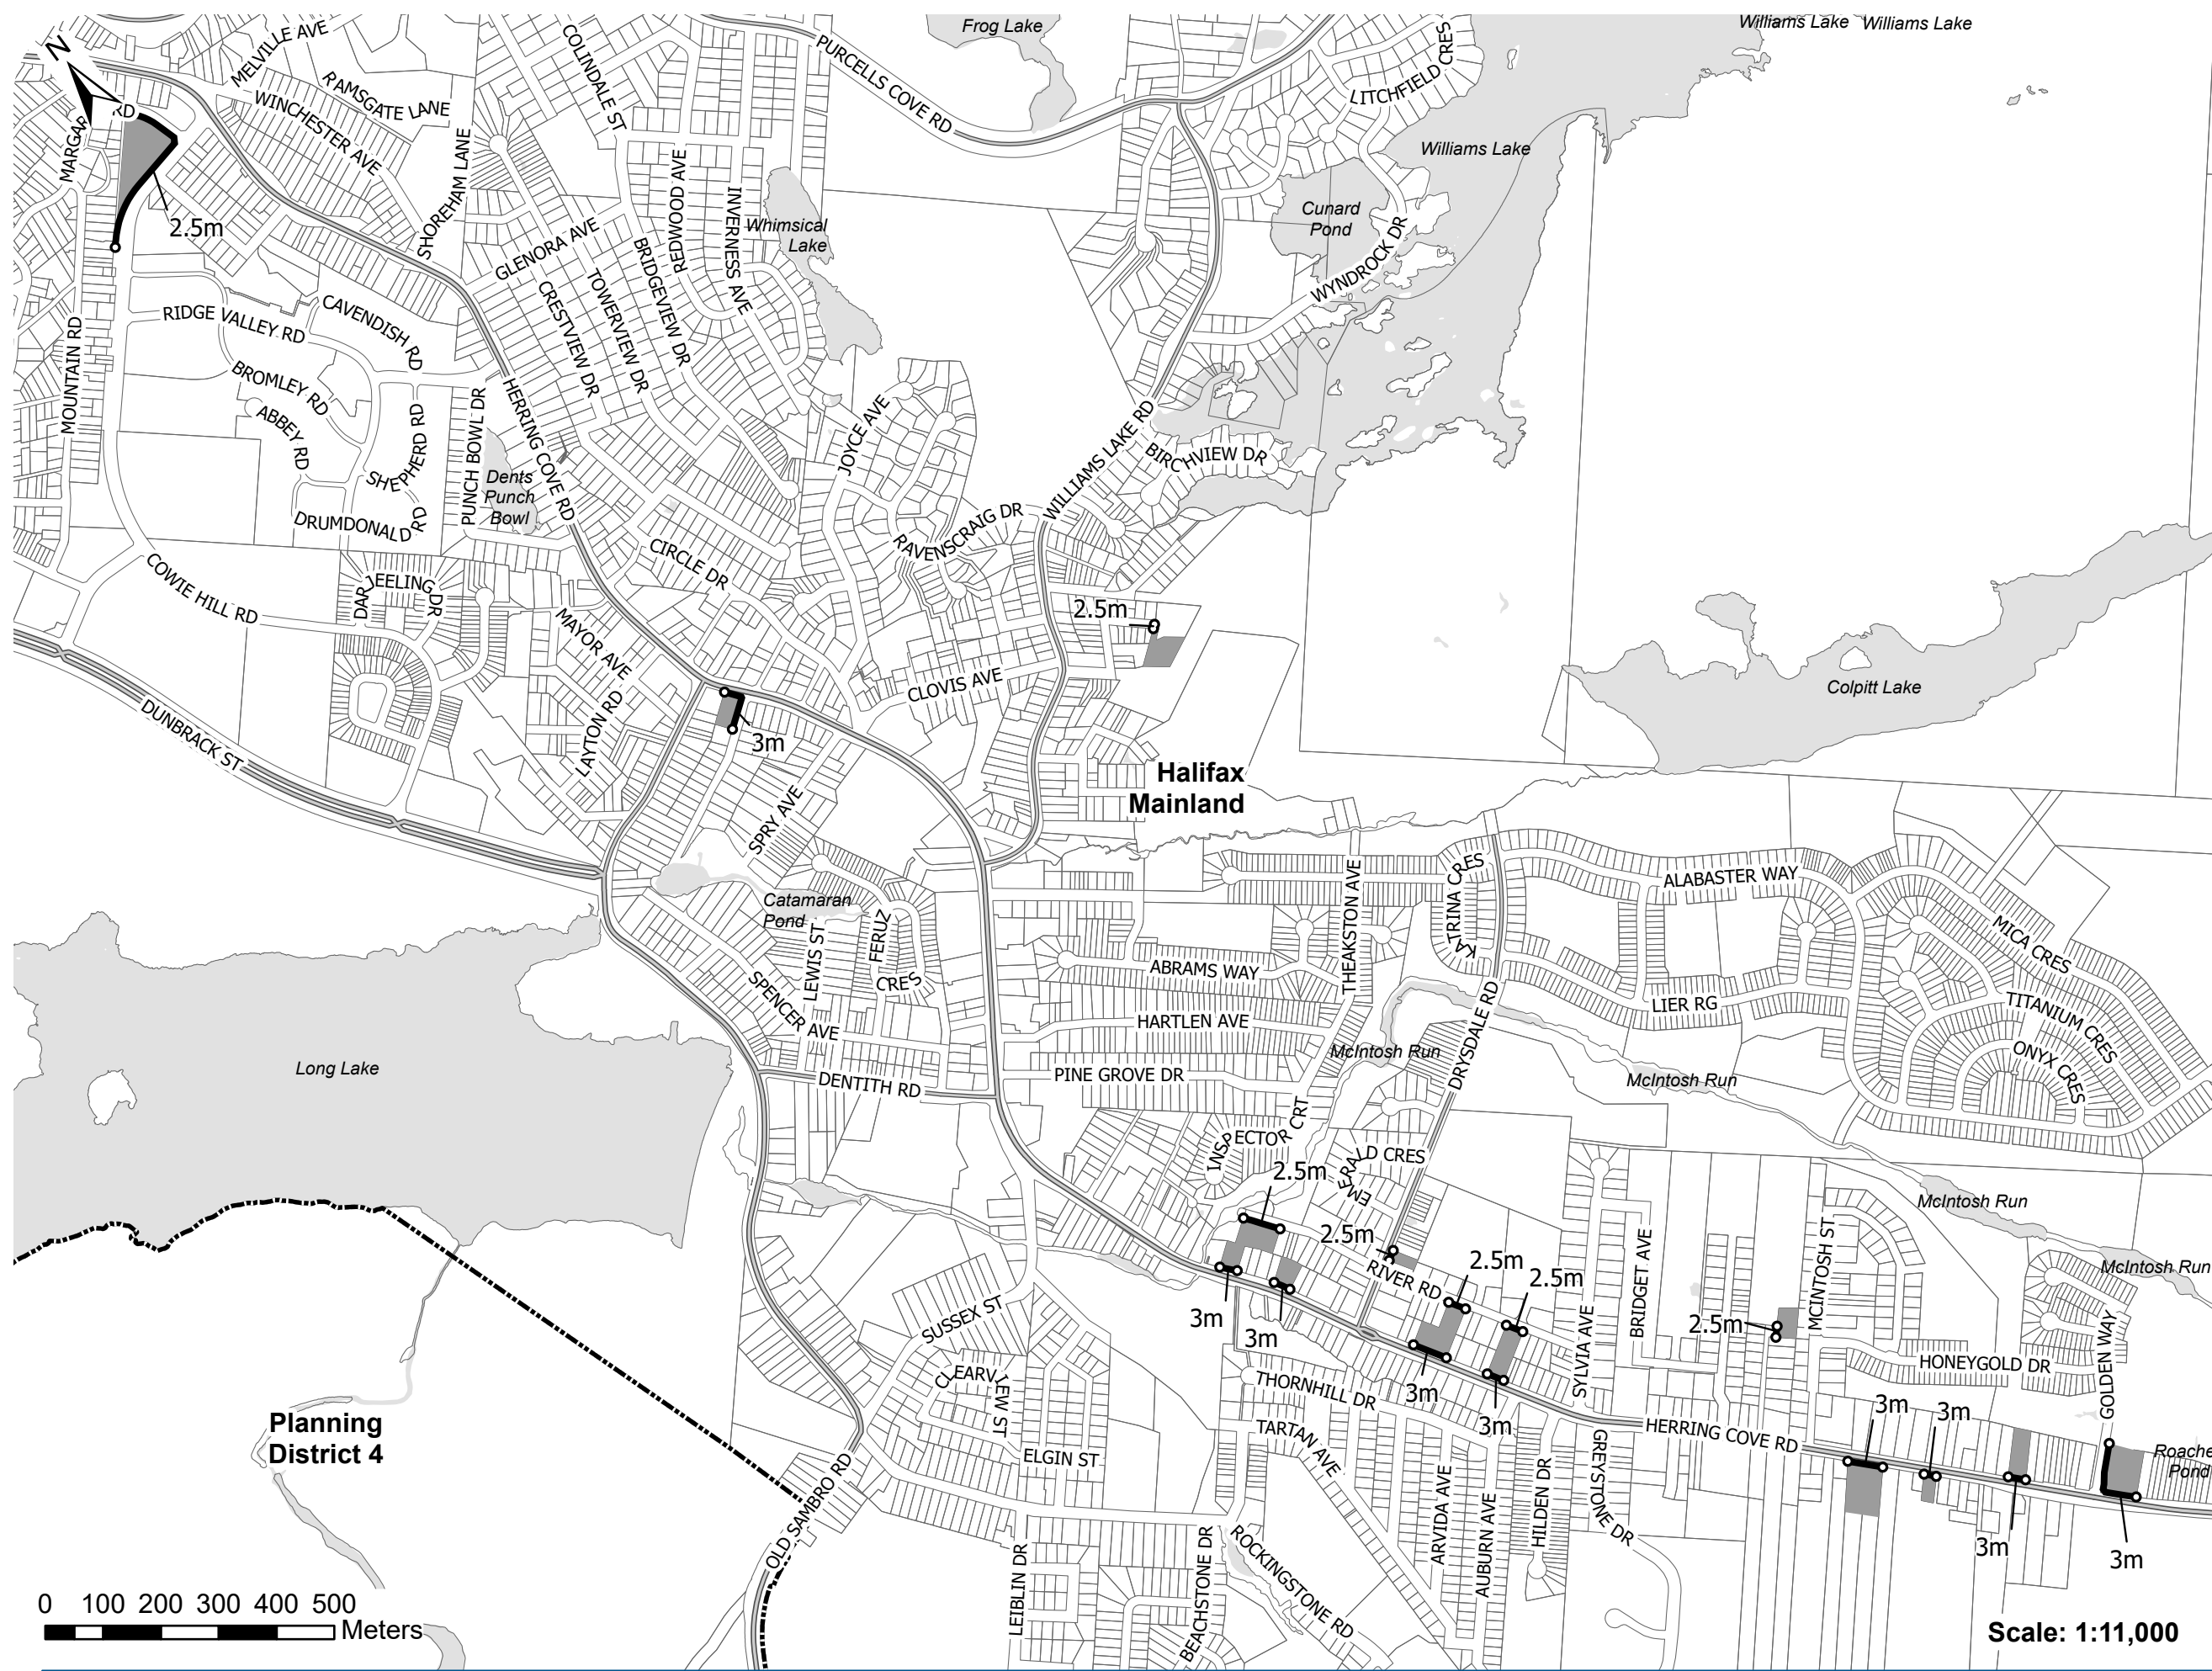 Frog Lake
Williams Lake
Williams Lake
N
MELVILLE AVE
RAMSGATE LANE
WINCHESTER AVE
COLINDALE ST
PURCELLS COVE RD
LITCHFIELD CRES
RD
MARGAR
2.5m
SHOREHAM LANE
REDWOOD AVE
INVERNESS AVE
Whimsical
Lake
Williams Lake
Cunard
Pond
WYNDROCK DR
GLENORA AVE
BRIDGEVIEW DR
TOWERVIEW DR
CRESTVIEW DR
MOUNTAIN RD
RIDGE VALLEY RD
CAVENDISH RD
BROMLEY RD
ABBEY RD
SHEPHERD RD
PUNCH BOWL DR
HERRING COVE RD
Dents
Punch
Bowl
DRUMDONALD RD
JOYCE AVE
WILLIAMS LAKE RD
BIRCHVIEW DR
RAVENSCRAIG DR
CIRCLE DR
COWIE HILL RD
DARJEELING DR
MAYOR AVE
LAYTON RD
2.5m
CLOVIS AVE
Colpitt Lake
DUNBRACK ST
3m
Halifax
Mainland
SPRY AVE
Catamaran
Pond
LEWIS ST
FERUZ
CRES
SPENCER AVE
THEAKSTON AVE
KATRINA CRES
ALABASTER WAY
MICA CRES
ABRAMS WAY
LIER RG
TITANIUM CRES
ONYX CRES
HARTLEN AVE
McIntosh Run
DRYSDALE RD
McIntosh Run
Long Lake
DENTITH RD
PINE GROVE DR
INSPECTOR CRT
EMERALD CRES
2.5m
2.5m
McIntosh Run
McIntosh Run
RIVER RD
2.5m
2.5m
3m
3m
BRIDGET AVE
MCINTOSH ST
2.5m
SYLVIA AVE
SUSSEX ST
CLEARVIEW ST
THORNHILL DR
3m
3m
HONEYGOLD DR
GOLDEN WAY
Planning
District 4
TARTAN AVE
HERRING COVE RD
3m
3m
ELGIN ST
OLD SAMBRO RD
ARVIDA AVE
AUBURN AVE
HILDEN DR
GREYSTONE DR
Roache
Pond
3m
3m
LEIBLIN DR
BEACHSTONE DR
ROCKINGSTONE RD
0 100 200 300 400 500
Meters
Scale: 1:11,000